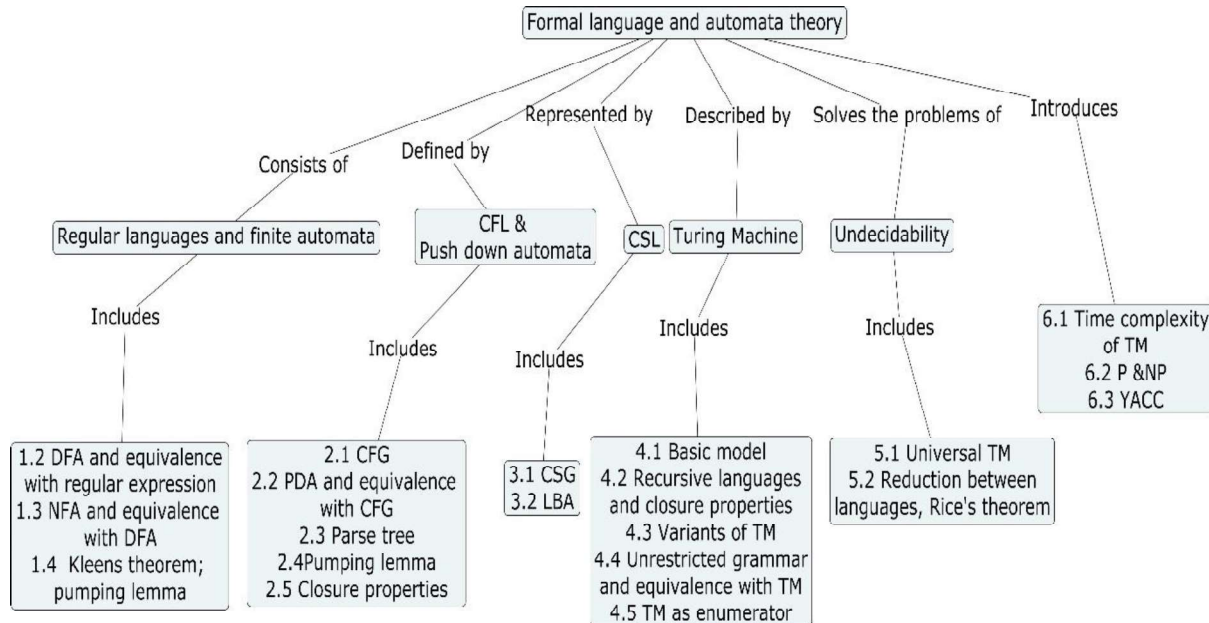 Formal language and automata theory
Consists of
Defined by
Represented by
Described by
Solves the problems of
Introduces
Regular languages and finite automata
CFL &
Push down automata
CSL
Turing Machine
Undecidability
Includes
Includes
Includes
Includes
Includes
6.1 Time complexity
of TM
6.2 P &NP
6.3 YACC
1.2 DFA and equivalence
with regular expression
1.3 NFA and equivalence
with DFA
1.4 Kleens theorem;
pumping lemma
2.1 CFG
2.2 PDA and equivalence
with CFG
2.3 Parse tree
2.4Pumping lemma
2.5 Closure properties
3.1 CSG
3.2 LBA
4.1 Basic model
4.2 Recursive languages
and closure properties
4.3 Variants of TM
4.4 Unrestricted grammar
and equivalence with TM
4.5 TM as enumerator
5.1 Universal TM
5.2 Reduction between
languages, Rice's theorem